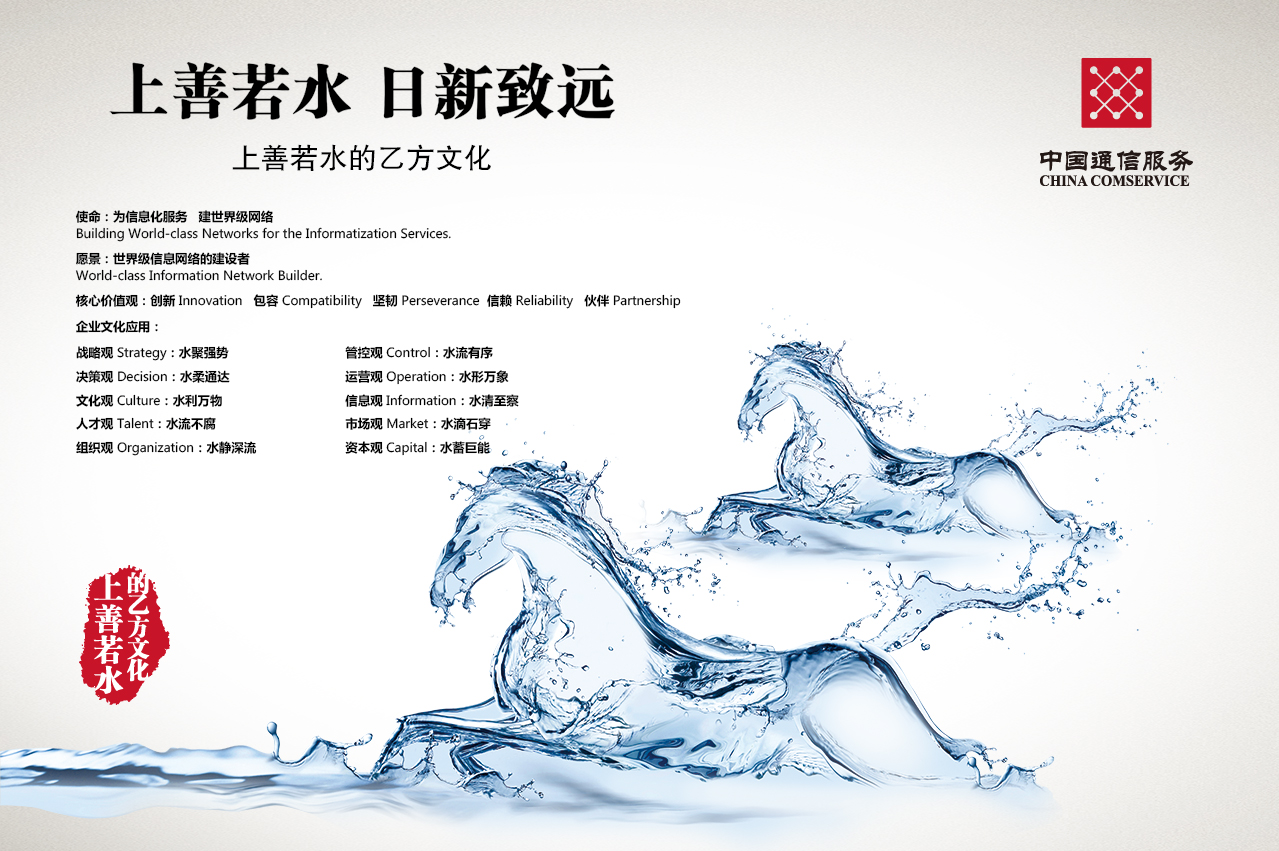 上善若水 日新致远
上善若水的乙方文化
中国通信服务
CHINA COMSERVICE
使命：为信息化服务 建世界级网络
Building World-class Networks for the Informatization Services.
愿景：世界级信息网络的建设者
World-class Information Network Builder.
核心价值观：创新 Innovation 包容 Compatibility 坚韧 Perseverance 信赖 Reliability 伙伴 Partnership
企业文化应用：
战略观 Strategy：水聚强势
决策观 Decision：水柔通达
文化观 Culture：水利万物
人才观 Talent：水流不腐
组织观 Organization：水静深流
管控观 Control：水流有序
运营观 Operation：水形万象
信息观 Information：水清至察
市场观 Market：水滴石穿
资本观 Capital：水蓄巨能
上善若水
的乙方文化